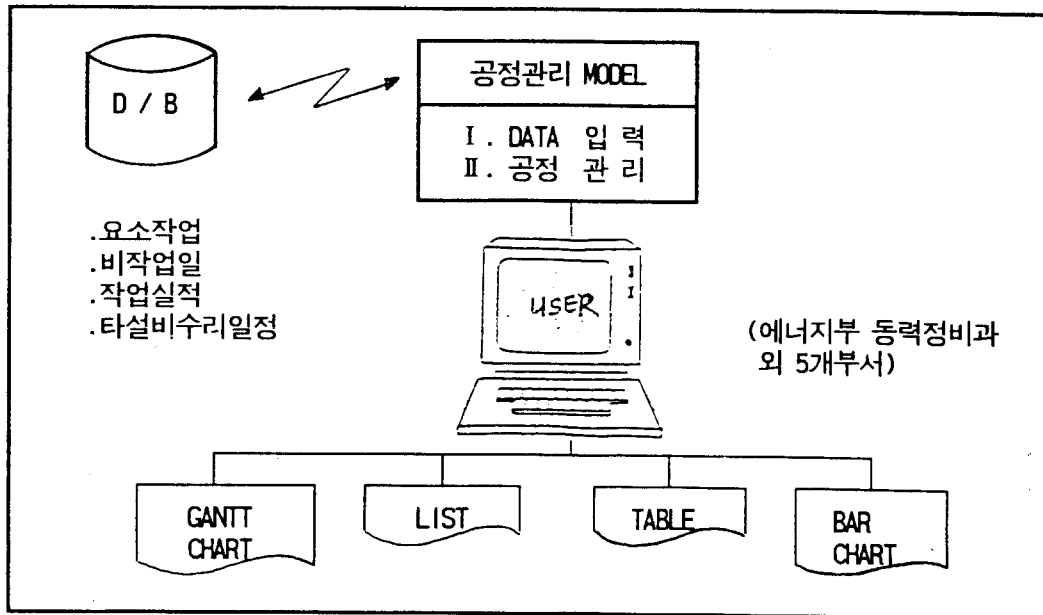 D / B
공정관리 MODEL
Ⅰ. DATA 입 력
Ⅱ. 공정 관 리
.요소작업
.비작업일
.작업실적
.타설비수리일정
USER
(에너지부 동력정비과
외 5개부서)
GANTT
CHART
LIST
TABLE
BAR
CHART